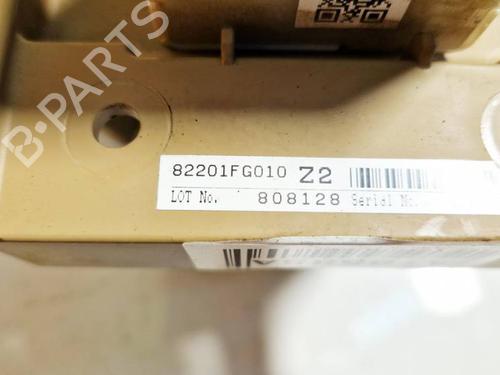 B-PARTS
82201FG010 Z2
LOT No. 808128 Serial No.